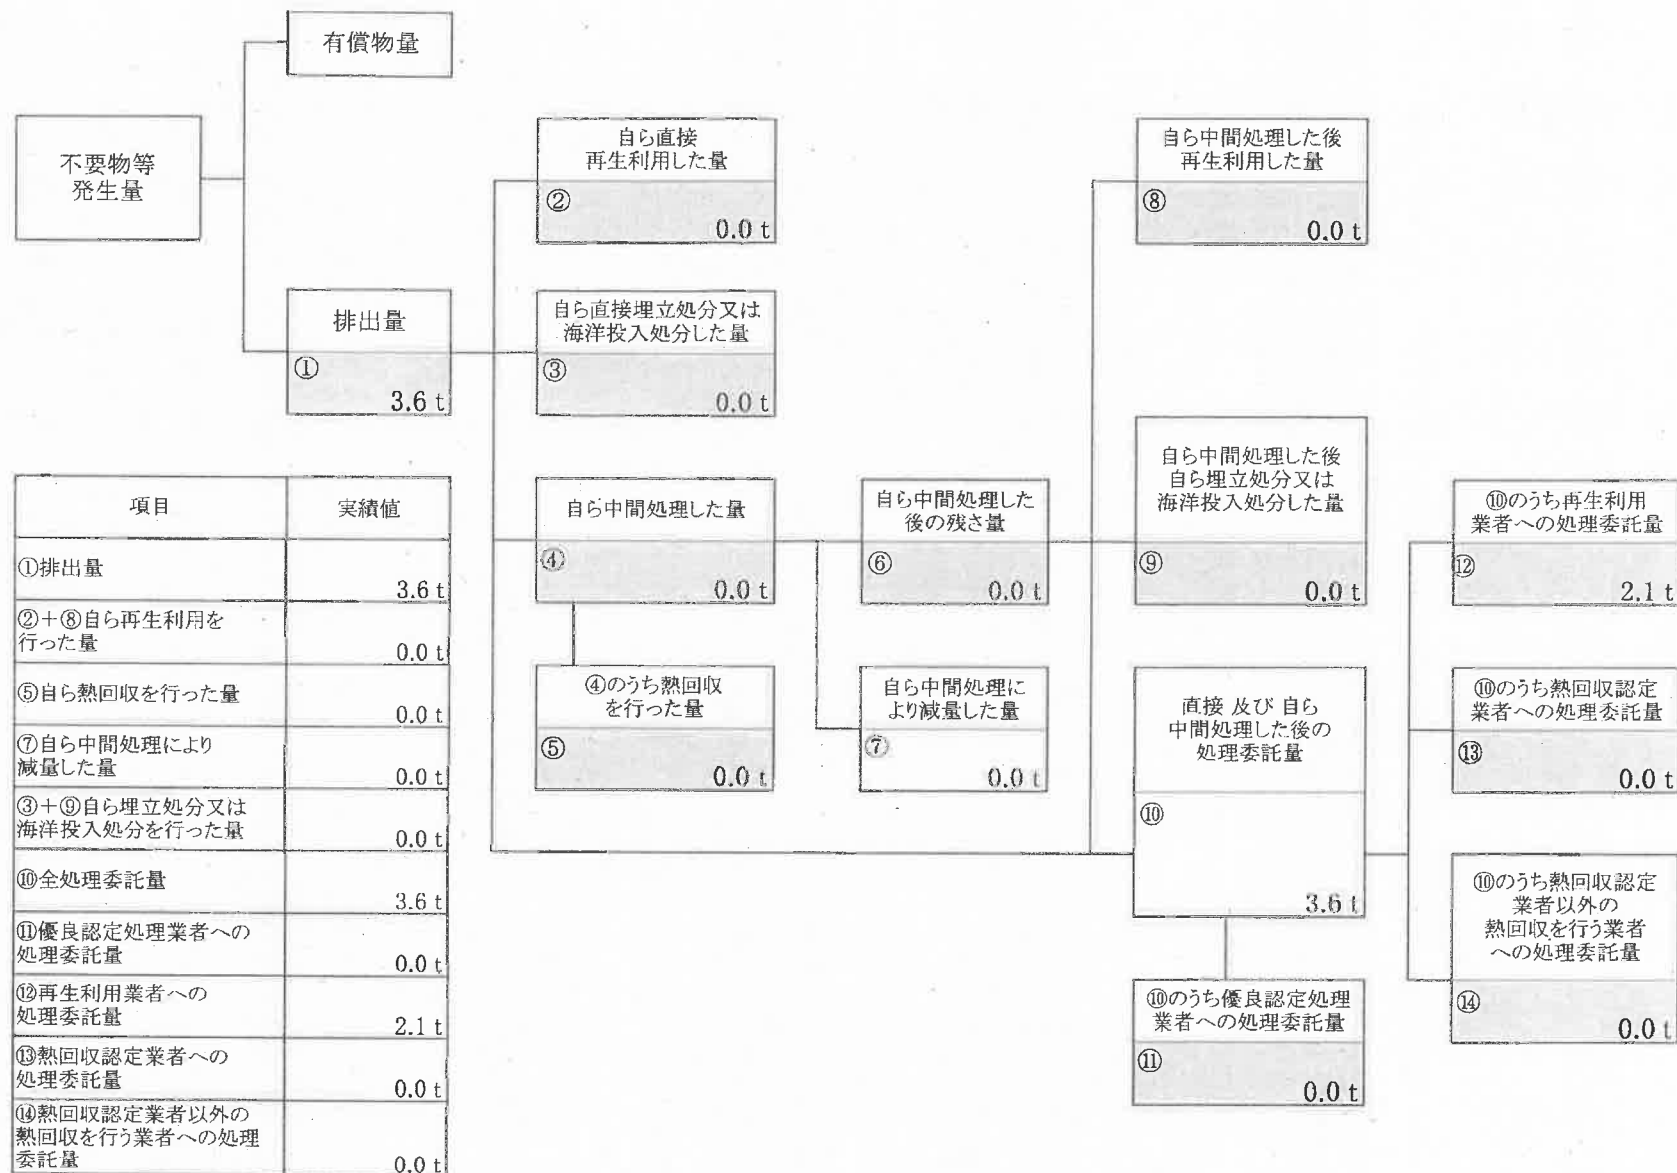 有償物量
不要物等
発生量
排出量
①
3.6 t
自ら直接
再生利用した量
②
0.0 t
自ら直接埋立処分又は
海洋投入処分した量
③
0.0 t
自ら中間処理した量
④
0.0 t
④のうち熱回収
を行った量
⑤
0.0 t
自ら中間処理した
後の残さ量
⑥
0.0 t
自ら中間処理に
より減量した量
⑦
0.0 t
自ら中間処理した後
再生利用した量
⑧
0.0 t
自ら中間処理した後
自ら埋立処分又は
海洋投入処分した量
⑨
0.0 t
直接 及び 自ら
中間処理した後の
処理委託量
⑩
3.6 t
⑩のうち優良認定処理
業者への処理委託量
⑪
0.0 t
⑩のうち再生利用
業者への処理委託量
⑫
2.1 t
⑩のうち熱回収認定
業者への処理委託量
⑬
0.0 t
⑩のうち熱回収認定
業者以外の
熱回収を行う業者
への処理委託量
⑭
0.0 t
項目 実績値
①排出量 3.6 t
②+⑧自ら再生利用を
行った量 0.0 t
⑤自ら熱回収を行った量 0.0 t
⑦自ら中間処理により
減量した量 0.0 t
③+⑨自ら埋立処分又は
海洋投入処分を行った量 0.0 t
⑩全処理委託量 3.6 t
⑪優良認定処理業者への
処理委託量 0.0 t
⑫再生利用業者への
処理委託量 2.1 t
⑬熱回収認定業者への
処理委託量 0.0 t
⑭熱回収認定業者以外の
熱回収を行う業者への処理
委託量 0.0 t